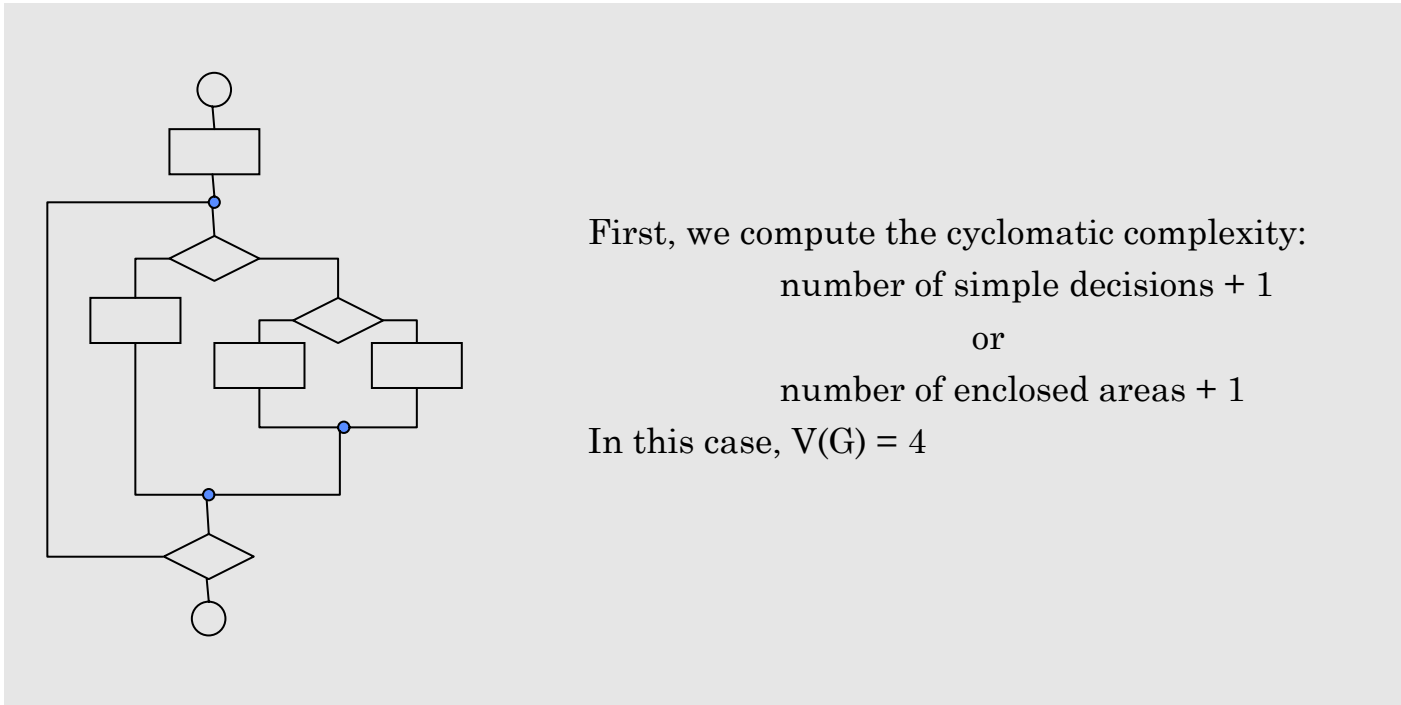 First, we compute the cyclomatic complexity:
number of simple decisions + 1
or
number of enclosed areas + 1
In this case, V(G) = 4